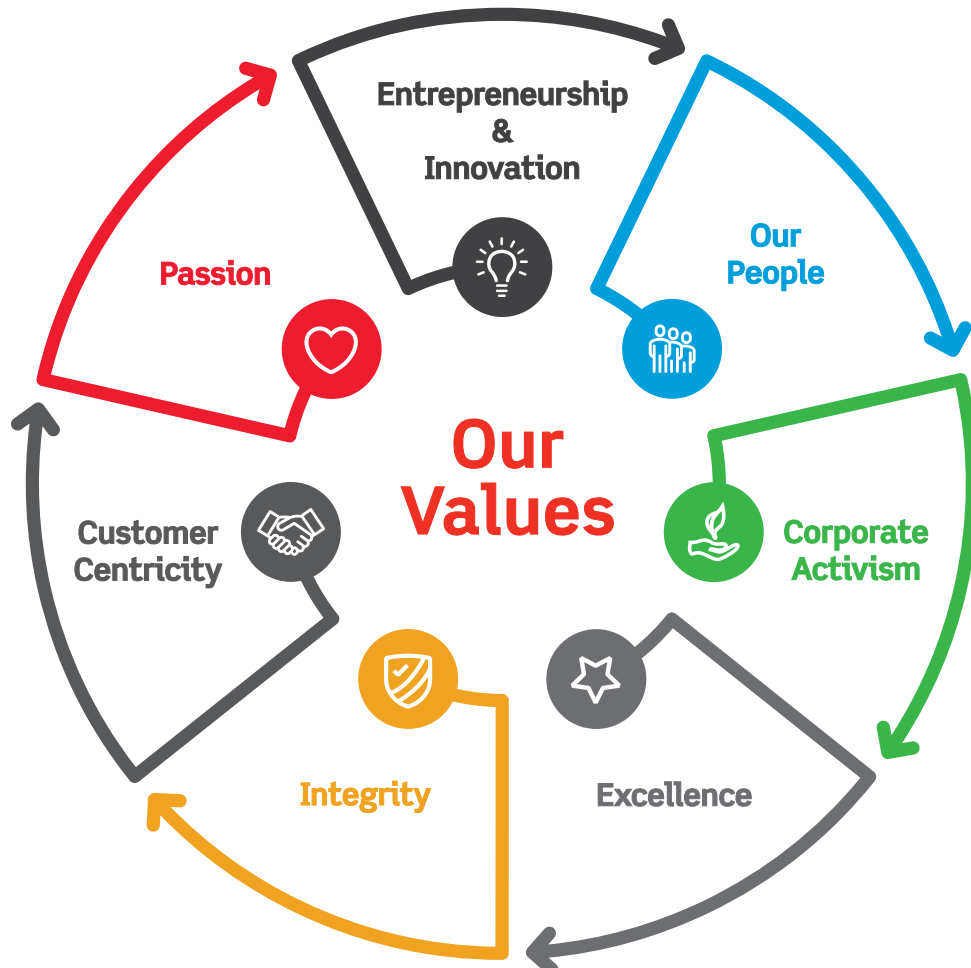 Entrepreneurship
&
Innovation
Our
People
Passion
Our
Values
Customer
Centricity
Corporate
Activism
Integrity
Excellence